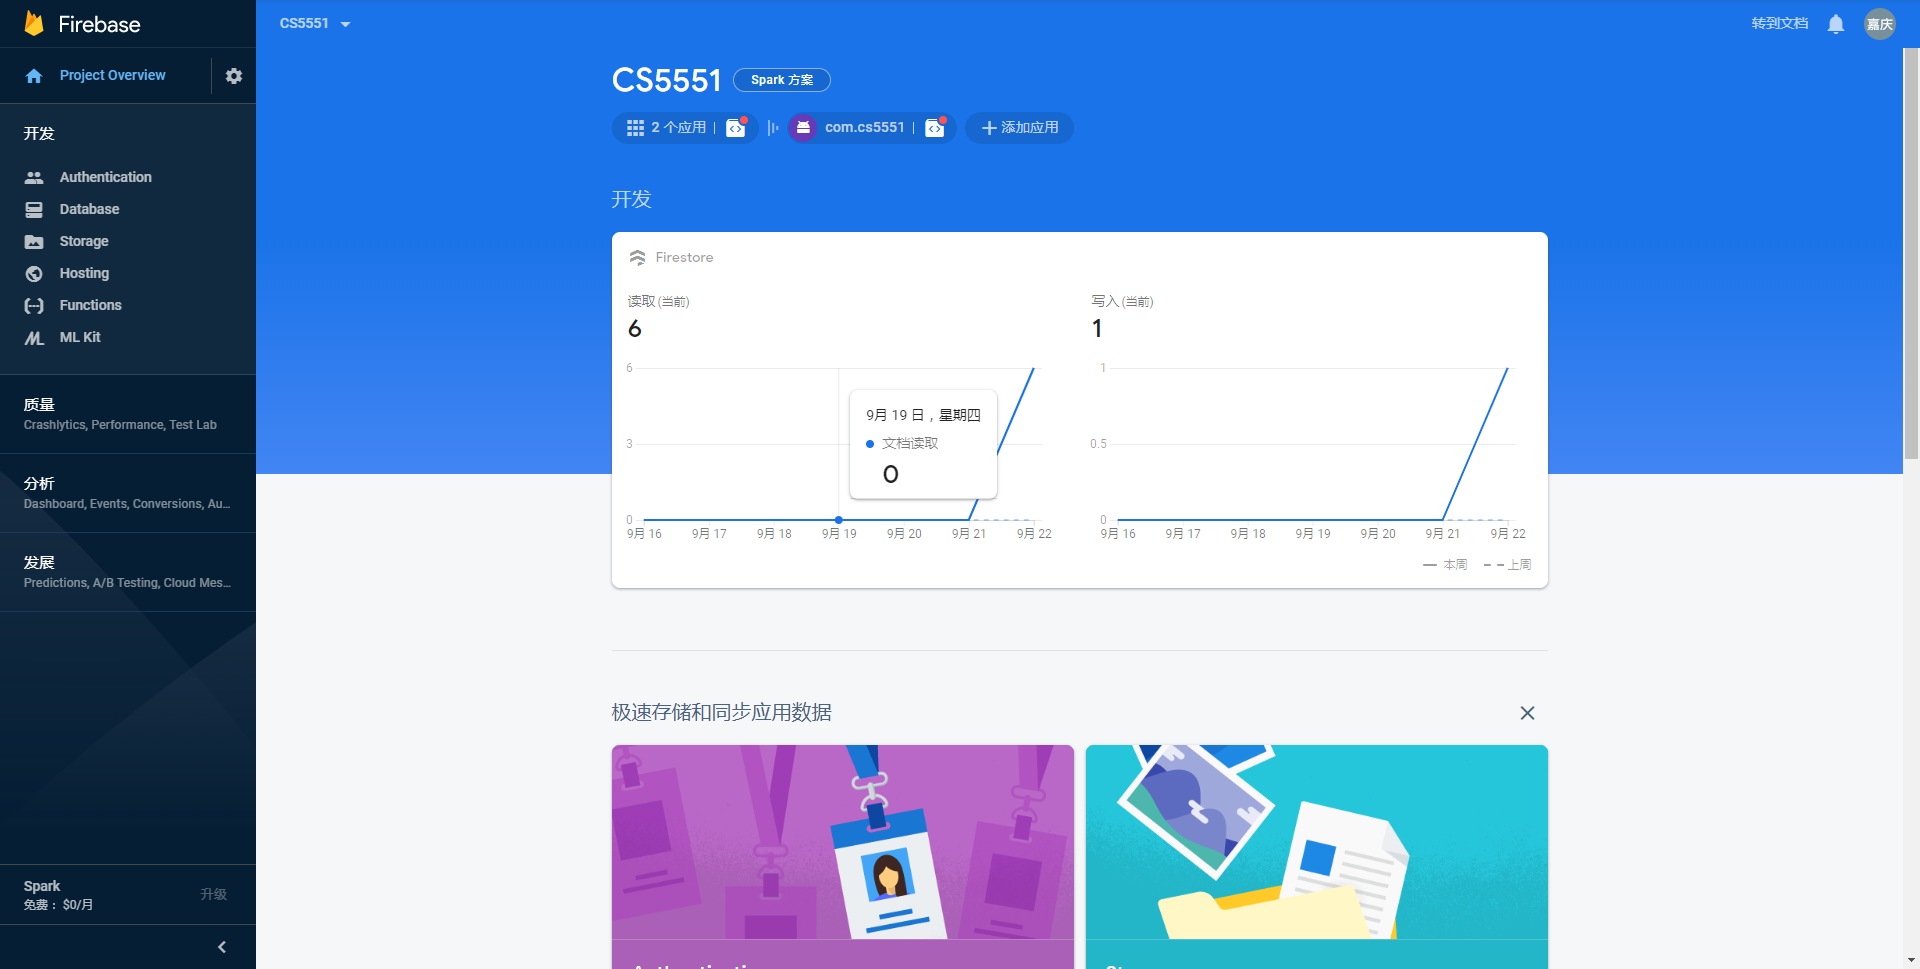 Firebase
Project Overview
开发
Authentication
Database
Storage
Hosting
Functions
ML Kit
质量
Crashlytics, Performance, Test Lab
分析
Dashboard, Events, Conversions, Au...
发展
Predictions, A/B Testing, Cloud Mes...
Spark
免费： $0/月
升级
CS5551
转到文档
嘉庆
CS5551
Spark 方案
2 个应用
com.cs5551
添加应用
开发
Firestore
读取 (当前)
6
6
3
0
9月 16
9月 17
9月 18
9月 19
9月 20
9月 21
9月 22
9月 19 日，星期四
文档读取
0
写入 (当前)
1
1
0.5
0
9月 16
9月 17
9月 18
9月 19
9月 20
9月 21
9月 22
本周
上周
极速存储和同步应用数据